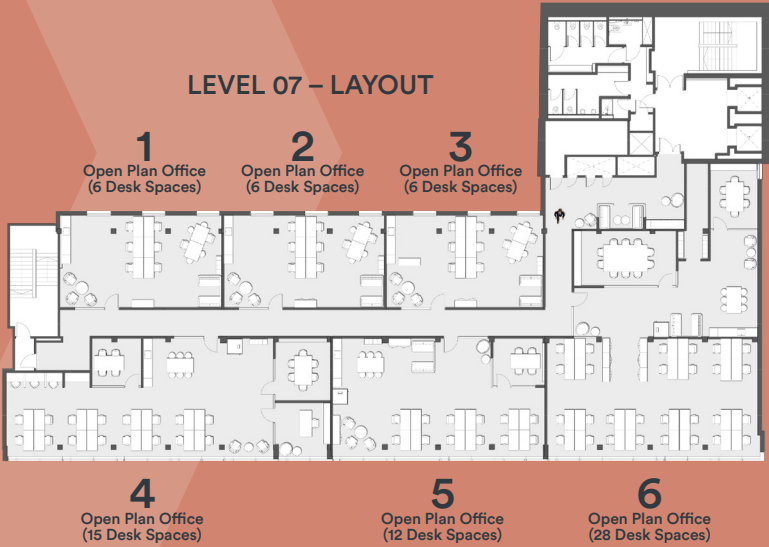 LEVEL 07 – LAYOUT
1
Open Plan Office
(6 Desk Spaces)
2
Open Plan Office
(6 Desk Spaces)
3
Open Plan Office
(6 Desk Spaces)
4
Open Plan Office
(15 Desk Spaces)
5
Open Plan Office
(12 Desk Spaces)
6
Open Plan Office
(28 Desk Spaces)